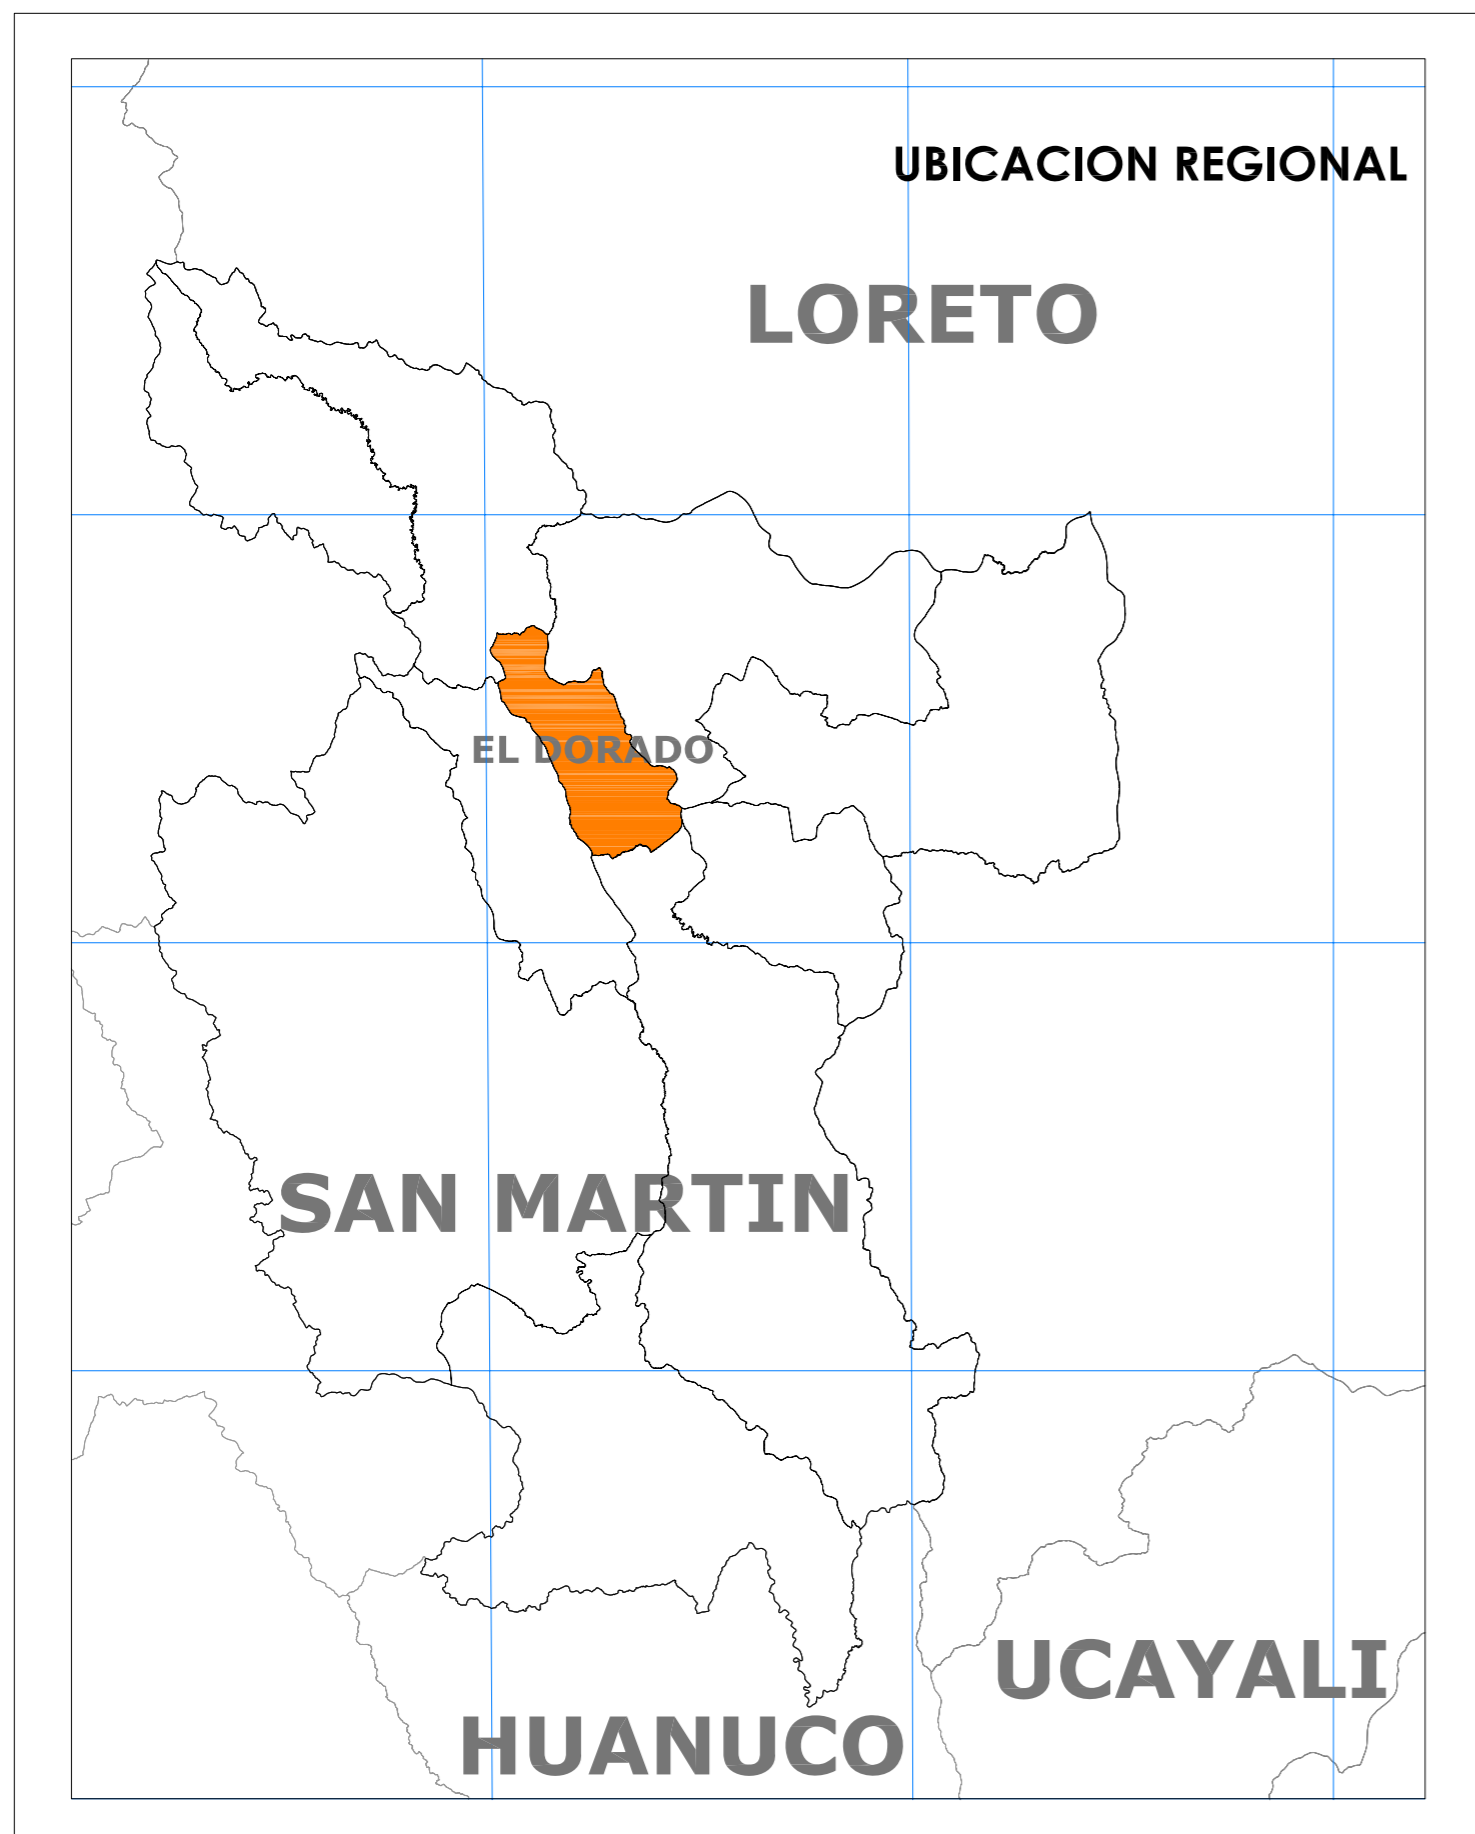 UBICACION REGIONAL
LORETO
EL DORADO
SAN MARTIN
UCAYALI
HUANUCO